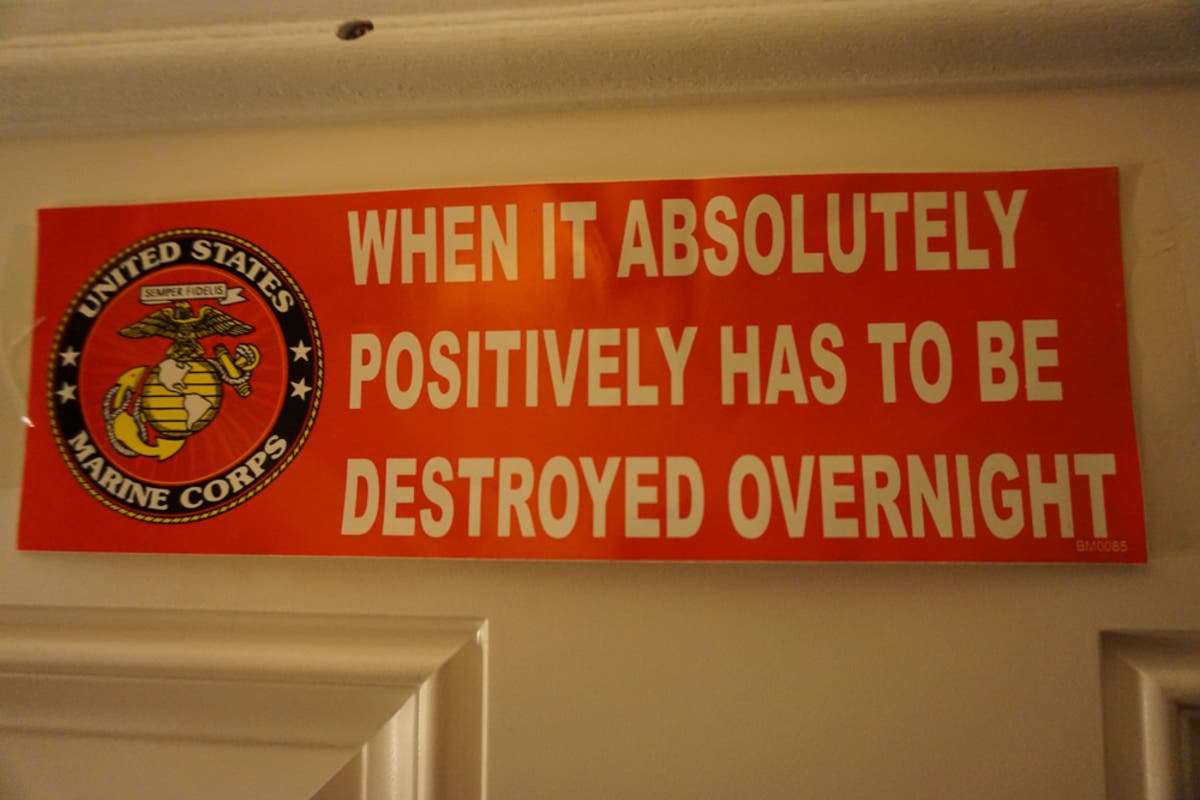 UNITED STATES
SEMPER FIDELIS
MARINE CORPS
WHEN IT ABSOLUTELY
POSITIVELY HAS TO BE
DESTROYED OVERNIGHT
BM0085